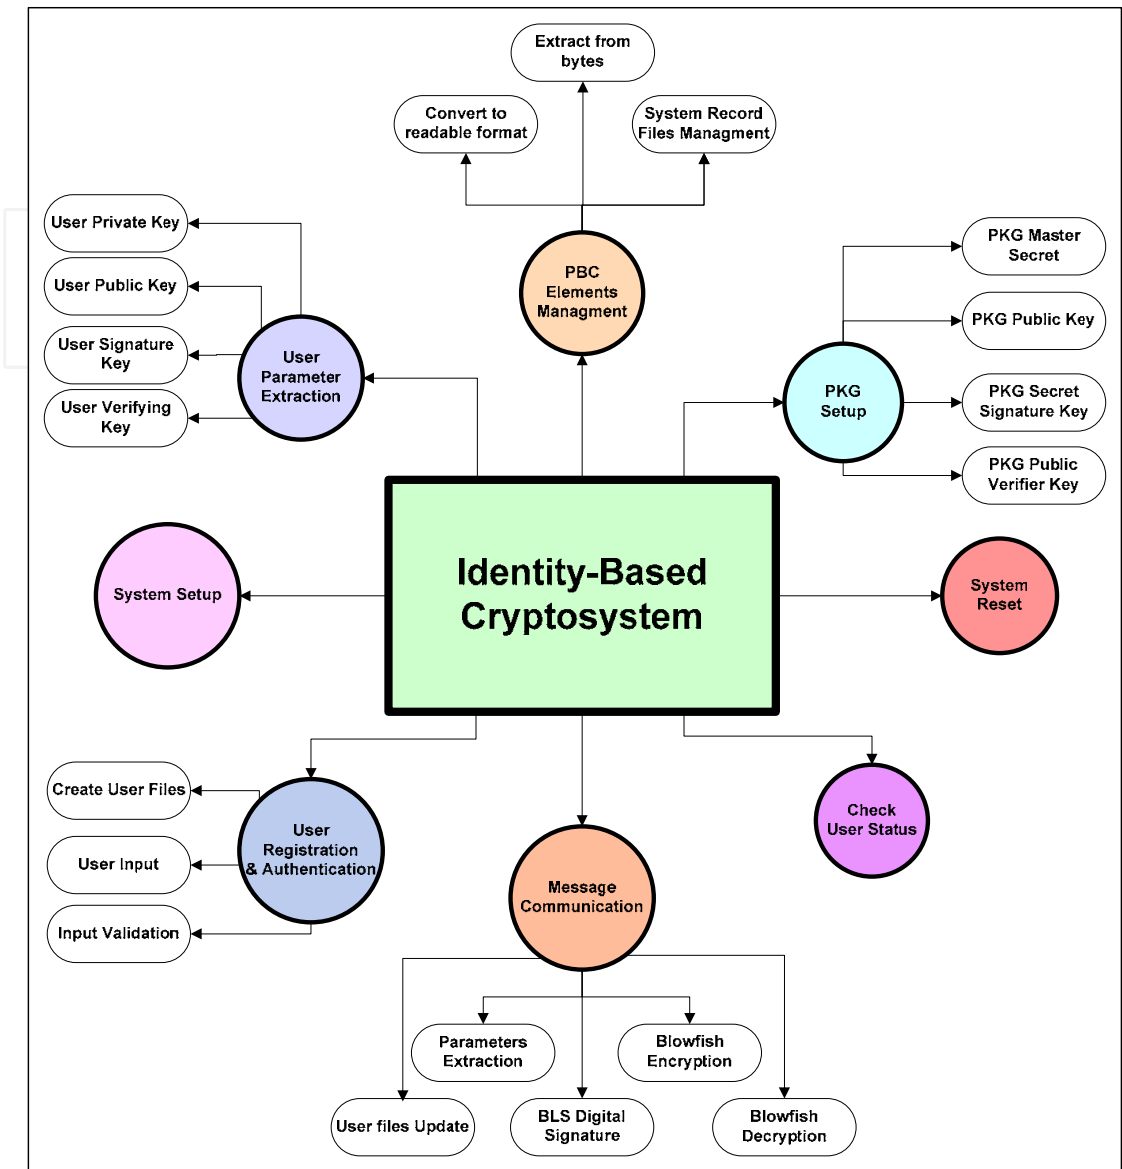 Extract from
bytes
Convert to
readable format
System Record
Files Managment
User Private Key
User Public Key
User Signature
Key
User Verifying
Key
User
Parameter
Extraction
PBC
Elements
Managment
PKG
Setup
PKG Master
Secret
PKG Public Key
PKG Secret
Signature Key
PKG Public
Verifier Key
System Setup
Identity-Based
Cryptosystem
System
Reset
Create User Files
User Input
Input Validation
User
Registration
& Authentication
Message
Communication
Check
User Status
Parameters
Extraction
Blowfish
Encryption
User files Update
BLS Digital
Signature
Blowfish
Decryption